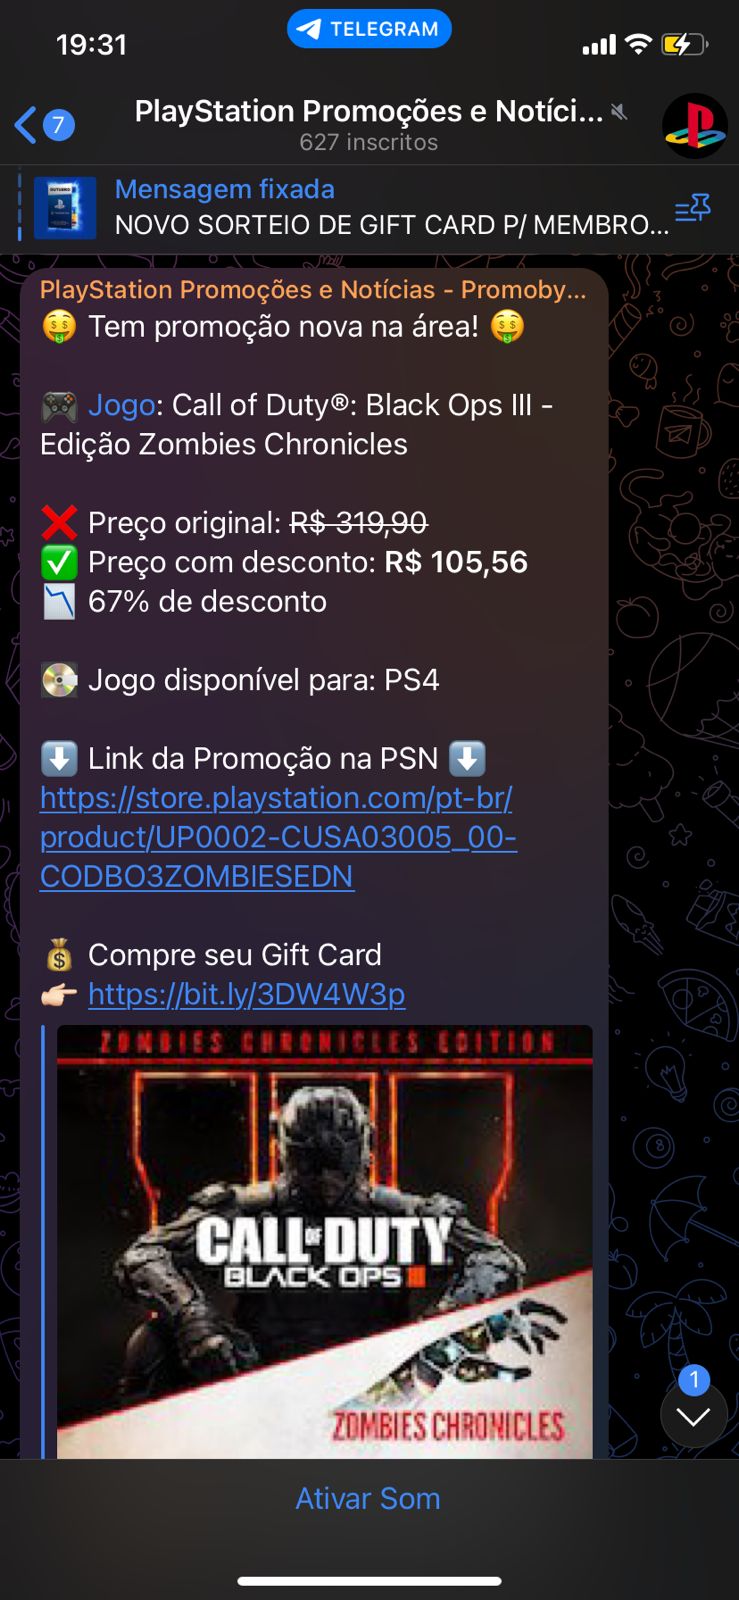 19:31
TELEGRAM
7
PlayStation Promoções e Notíci...
627 inscritos
Mensagem fixada
NOVO SORTEIO DE GIFT CARD P/ MEMBRO...
PlayStation Promoções e Notícias - Promoby...
🤑 Tem promoção nova na área! 🤑
🎮 Jogo: Call of Duty®: Black Ops III -
Edição Zombies Chronicles
❌ Preço original: R$ 319,90
✅ Preço com desconto: R$ 105,56
📉 67% de desconto
💽 Jogo disponível para: PS4
⬇️ Link da Promoção na PSN ⬇️
https://store.playstation.com/pt-br/
product/UP0002-CUSA03005_00-
CODBO3ZOMBIESEDN
💰 Compre seu Gift Card
👉🏻 https://bit.ly/3DW4W3p
ZOMBIES CHRONICLES EDITION
CALL OF DUTY
BLACK OPS III
ZOMBIES CHRONICLES
1
Ativar Som